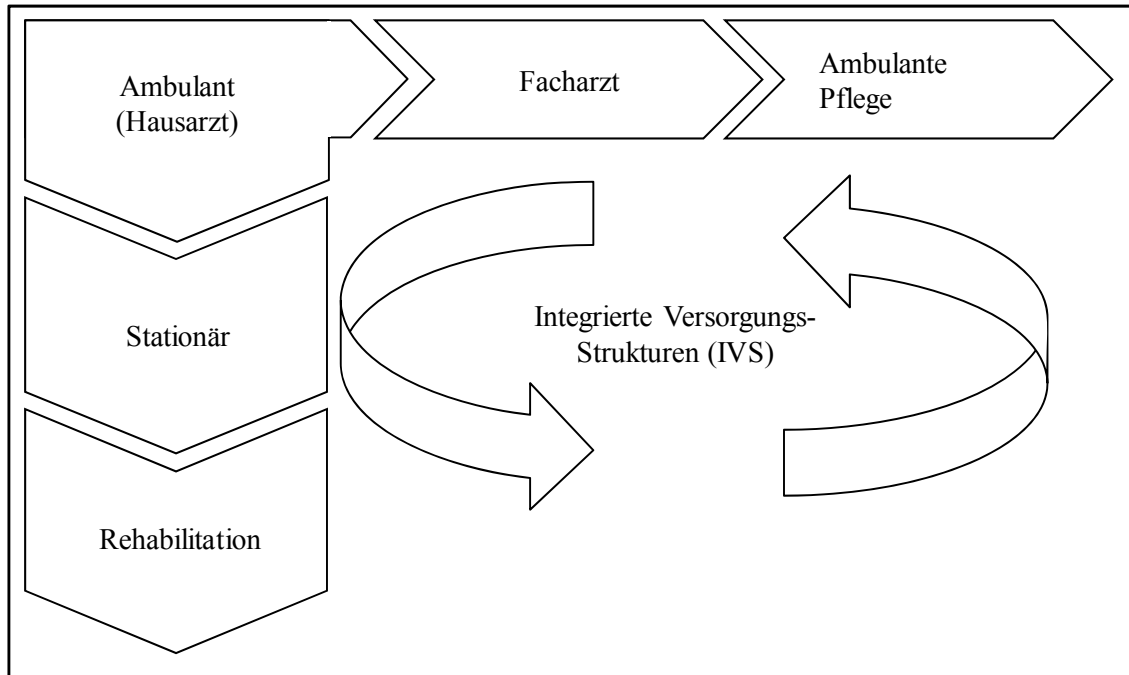 Ambulant
(Hausarzt)
Facharzt
Ambulante
Pflege
Stationär
Integrierte Versorgungs-
Strukturen (IVS)
Rehabilitation